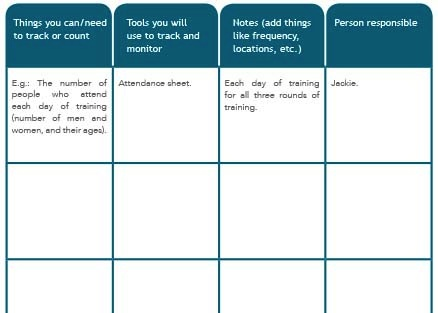 Things you can/need
to track or count
Tools you will
use to track and
monitor
Notes (add things
like frequency,
locations, etc.)
Person responsible
E.g.: The number of
people who attend
each day of training
(number of men and
women, and their ages).
Attendance sheet.
Each day of training
for all three rounds of
training.
Jackie.